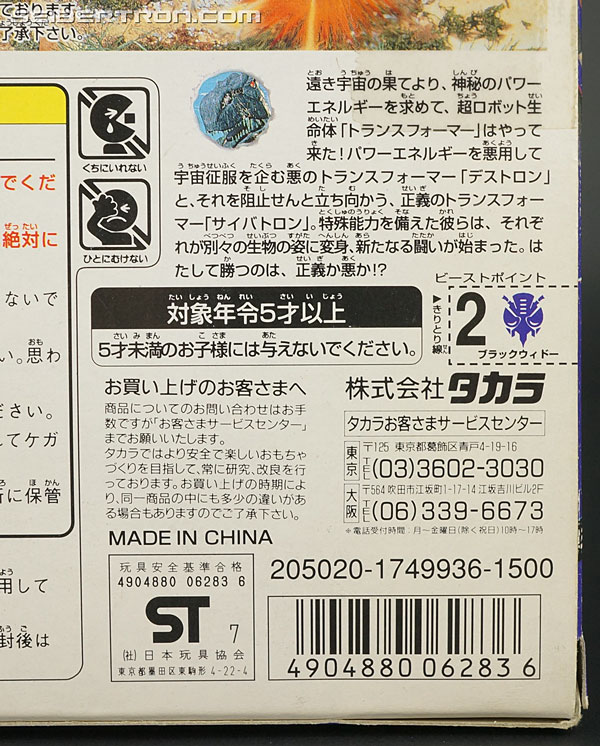 ております。
SEIBERTRON.COM
了承下さい。
遠き宇宙の果てより、神秘のパワー
エネルギーを求めて、超ロボット生
命体「トランスフォーマー」はやって
来た!パワーエネルギーを悪用して
宇宙征服を企む悪のトランスフォーマー「デストロン」
と、それを阻止せんと立ち向かう、正義のトランスフォー
マー「サイバトロン」。特殊能力を備えた彼らは、それぞ
れが別々の生物の姿に変身、新たなる闘いが始まった。は
たして勝つのは、正義か悪か!?
くちにいれない
ひとにむけない
でくだ
絶対に
ないで
い。思わ
ださい。
れてケガ
所に保管
用して
封後は
対象年令5才以上
5才未満のお子様には与えないでください。
ビーストポイント
▶きりとり線
2
ブラックウィドー
お買い上げのお客さまへ
商品についてのお問い合わせはお手
数ですが「お客さまサービスセンター」
までお願いいたします。
タカラではより安全で楽しいおもちゃ
づくりを目指して、常に研究、改良を行
っております。お買い上げの時期によ
り、同一商品の中にも多少の違いがあ
る場合もありますのでご了承下さい。
MADE IN CHINA
株式会社タカラ
タカラお客さまサービスセンター
東京 〒125 東京都葛飾区青戸4-19-16
TEL (03)3602-3030
大阪 〒564 吹田市江坂町1-17-14 江坂吉川ビル2F
TEL (06)339-6673
*電話受付時間:月~金曜日(除く祝日)10時~17時
玩具安全基準合格
4904880 06283 6
ST 7
(社)日本玩具協会
東京都墨田区東駒形4-22-4
205020-1749936-1500
4904880 062836